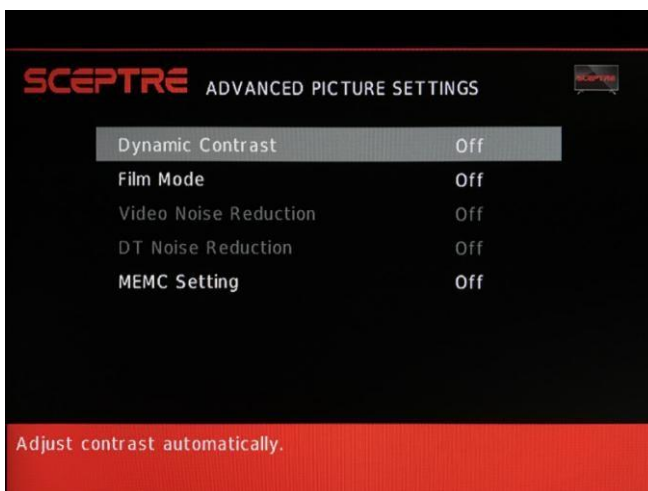 SCEPTRE ADVANCED PICTURE SETTINGS SCEPTRE
Dynamic Contrast Off
Film Mode Off
Video Noise Reduction Off
DT Noise Reduction Off
MEMC Setting Off
Adjust contrast automatically.